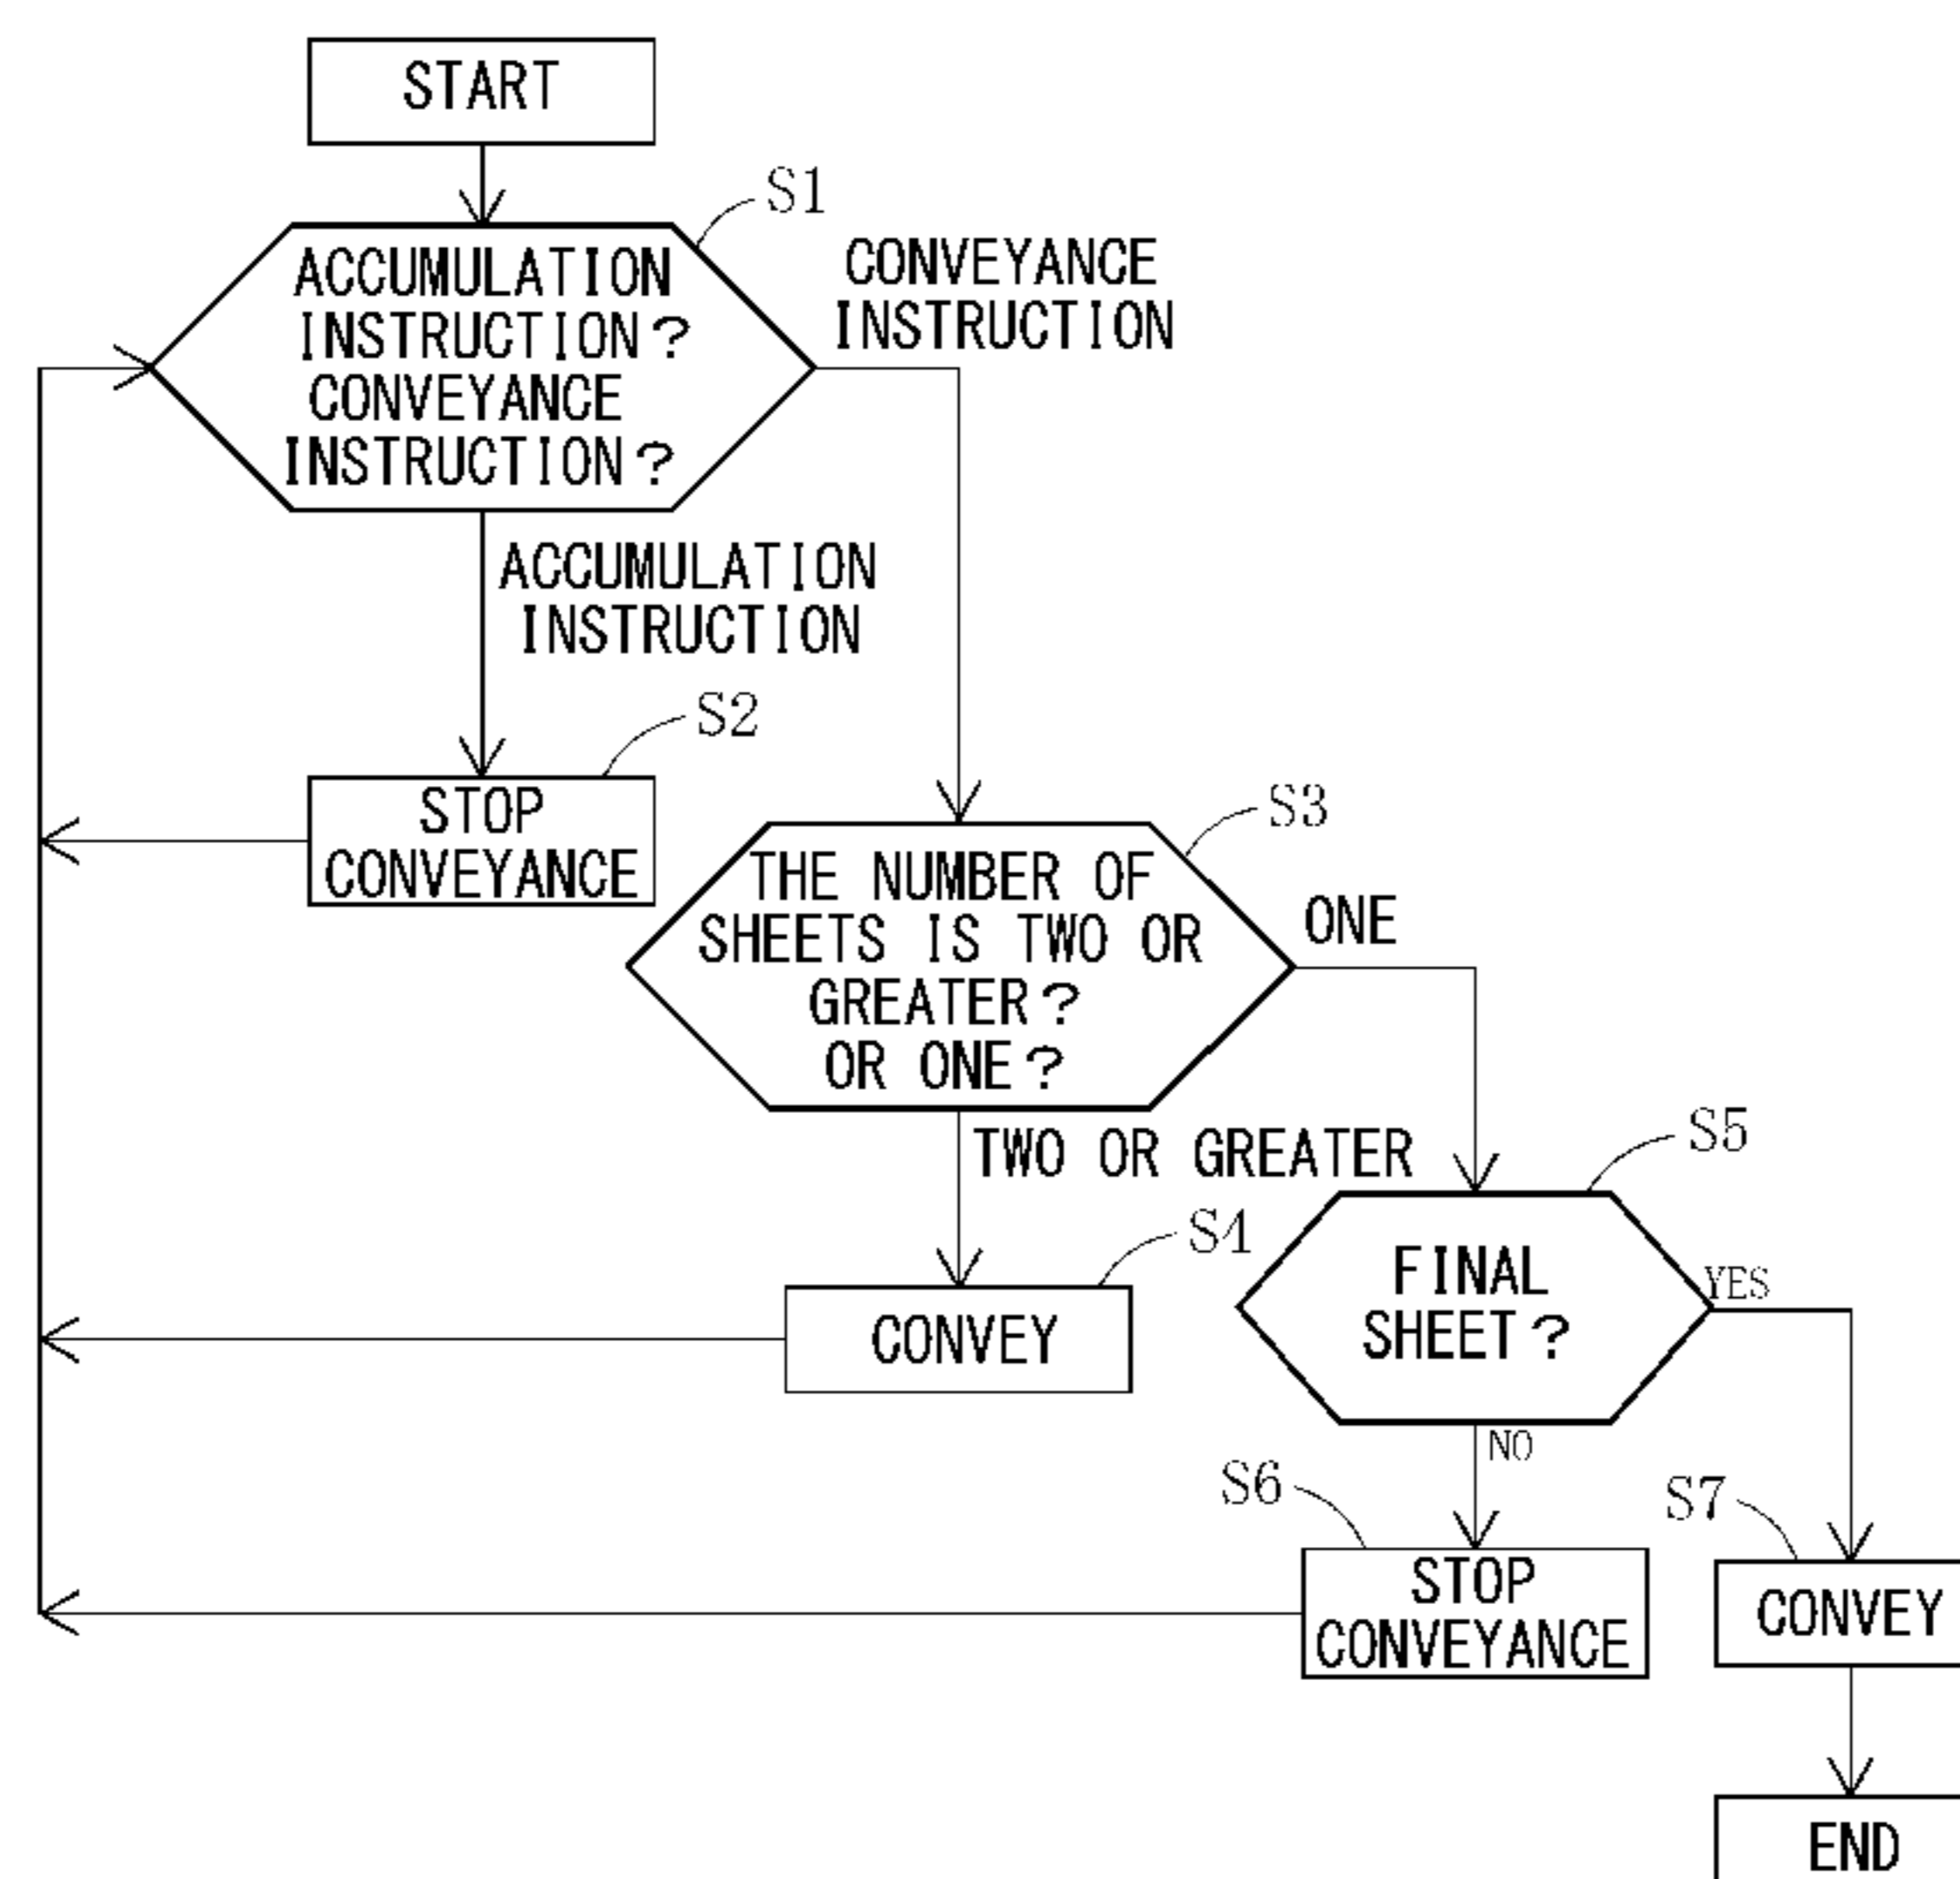 START
S1
ACCUMULATION
INSTRUCTION?
CONVEYANCE
INSTRUCTION?
CONVEYANCE
INSTRUCTION
ACCUMULATION
INSTRUCTION
S2
STOP
CONVEYANCE
S3
THE NUMBER OF
SHEETS IS TWO OR
GREATER?
OR ONE?
ONE
TWO OR GREATER
S4
CONVEY
S5
FINAL
SHEET?
YES
NO
S6
STOP
CONVEYANCE
S7
CONVEY
END